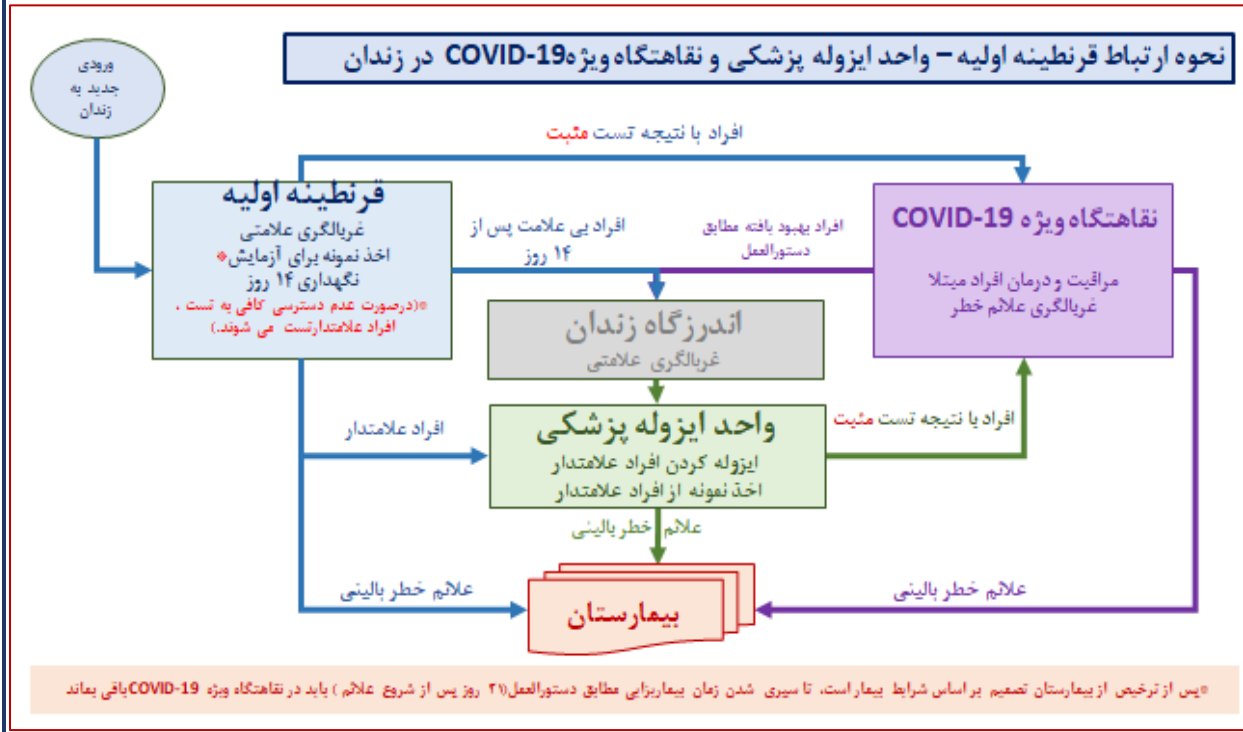 نحوه ارتباط قرنطینه اولیه – واحد ایزوله پزشکی و نقاهتگاه ویژه COVID-19 در زندان
ورودی
جدید به
زندان
افراد با نتیجه تست مثبت
قرنطینه اولیه
غربالگری علامتی
اخذ نمونه برای آزمایش*
نگهداری ۱۴ روز
*(درصورت عدم دسترسی کافی به تست ،
افراد علامتدارتست می شوند.)
افراد بی علامت پس از
۱۴ روز
افراد بهبود یافته مطابق
دستورالعمل
نقاهتگاه ویژه COVID-19
مراقبت و درمان افراد مبتلا
غربالگری علائم خطر
اندرزگاه زندان
غربالگری علامتی
افراد علامتدار
واحد ایزوله پزشکی
ایزوله کردن افراد علامتدار
اخذ نمونه از افراد علامتدار
افراد با نتیجه تست مثبت
علائم خطر بالینی
علائم خطر بالینی
بیمارستان
علائم خطر بالینی
*پس از ترخیص از بیمارستان تصمیم بر اساس شرایط بیمار است، تا سپری شدن زمان بیماریزایی مطابق دستورالعمل(۲۱ روز پس از شروع علائم ) باید در نقاهتگاه ویژه COVID-19باقی بماند